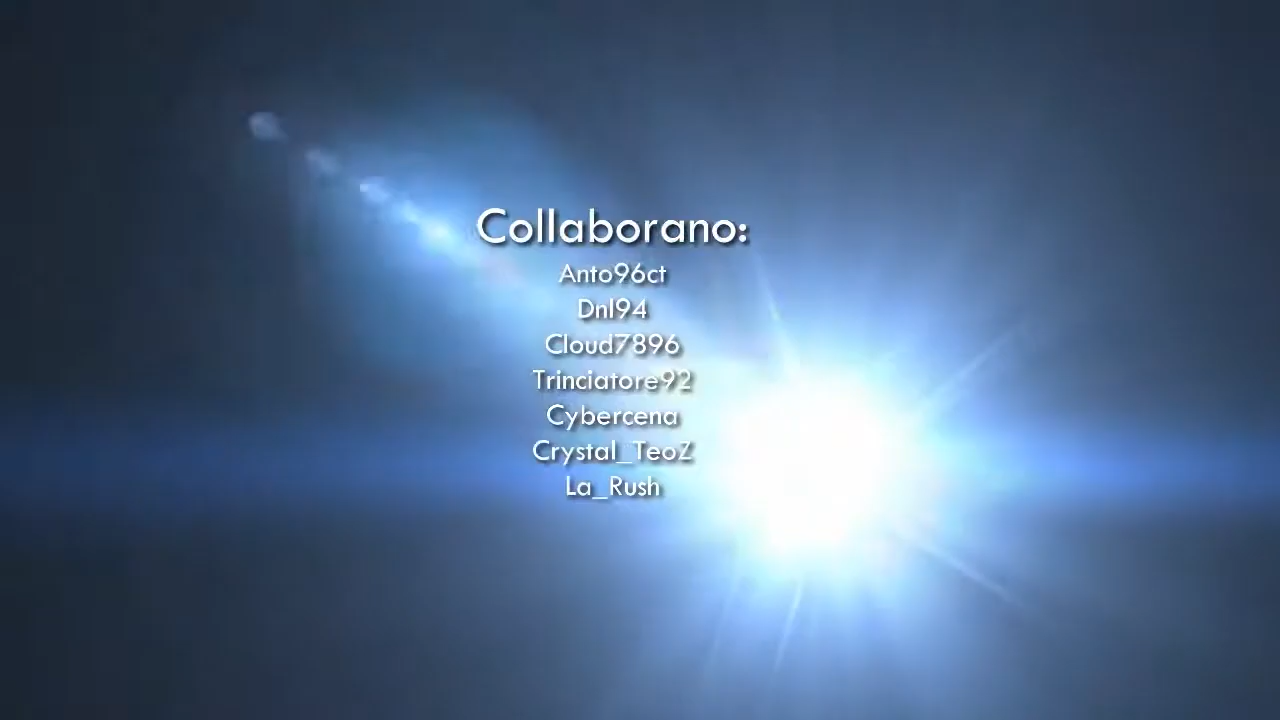 Collaborano:
Anto96ct
Dnl94
Cloud7896
Trinciatore92
Cybercena
Crystal_TeoZ
La_Rush